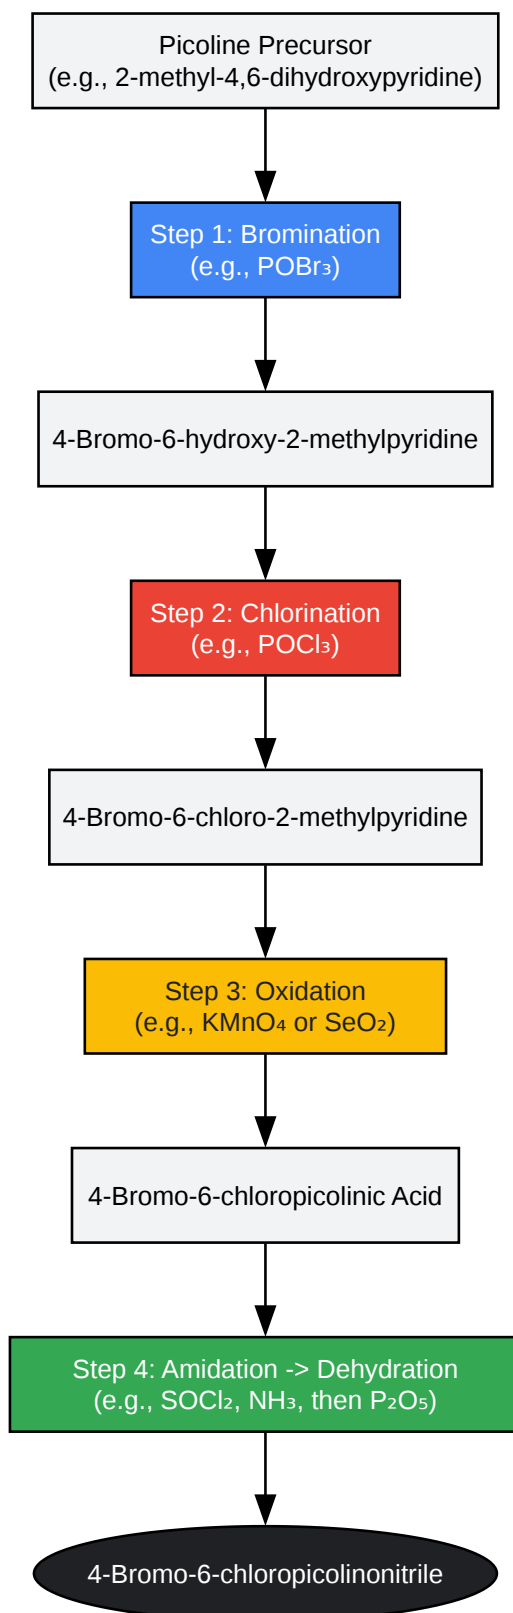 Picoline Precursor
(e.g., 2-methyl-4,6-dihydroxypyridine)
Step 1: Bromination
(e.g., POBr₃)
4-Bromo-6-hydroxy-2-methylpyridine
Step 2: Chlorination
(e.g., POCl₃)
4-Bromo-6-chloro-2-methylpyridine
Step 3: Oxidation
(e.g., KMnO₄ or SeO₂)
4-Bromo-6-chloropicolinic Acid
Step 4: Amidation -> Dehydration
(e.g., SOCl₂, NH₃, then P₂O₅)
4-Bromo-6-chloropicolinonitrile